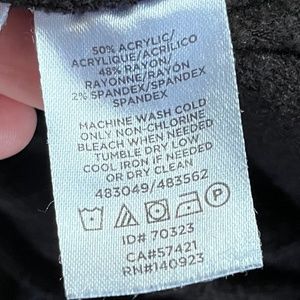 50% ACRYLIC/
ACRYLIQUE/ACRÍLICO
48% RAYON/
RAYONNE/RAYÓN
2% SPANDEX/SPANDEX/
SPANDEX
MACHINE WASH COLD
ONLY NON-CHLORINE
BLEACH WHEN NEEDED
TUMBLE DRY LOW
COOL IRON IF NEEDED
OR DRY CLEAN
483049/483562
ID# 70323
CA#57421
RN#140923